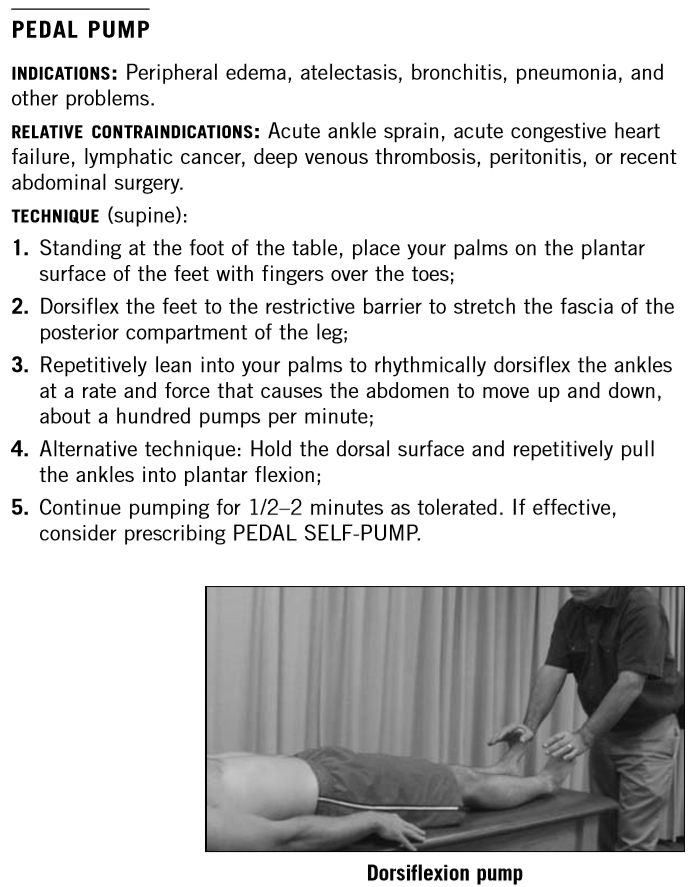 PEDAL PUMP
INDICATIONS: Peripheral edema, atelectasis, bronchitis, pneumonia, and
other problems.
RELATIVE CONTRAINDICATIONS: Acute ankle sprain, acute congestive heart
failure, lymphatic cancer, deep venous thrombosis, peritonitis, or recent
abdominal surgery.
TECHNIQUE (supine):
1. Standing at the foot of the table, place your palms on the plantar
surface of the feet with fingers over the toes;
2. Dorsiflex the feet to the restrictive barrier to stretch the fascia of the
posterior compartment of the leg;
3. Repetitively lean into your palms to rhythmically dorsiflex the ankles
at a rate and force that causes the abdomen to move up and down,
about a hundred pumps per minute;
4. Alternative technique: Hold the dorsal surface and repetitively pull
the ankles into plantar flexion;
5. Continue pumping for 1/2–2 minutes as tolerated. If effective,
consider prescribing PEDAL SELF-PUMP.
Dorsiflexion pump